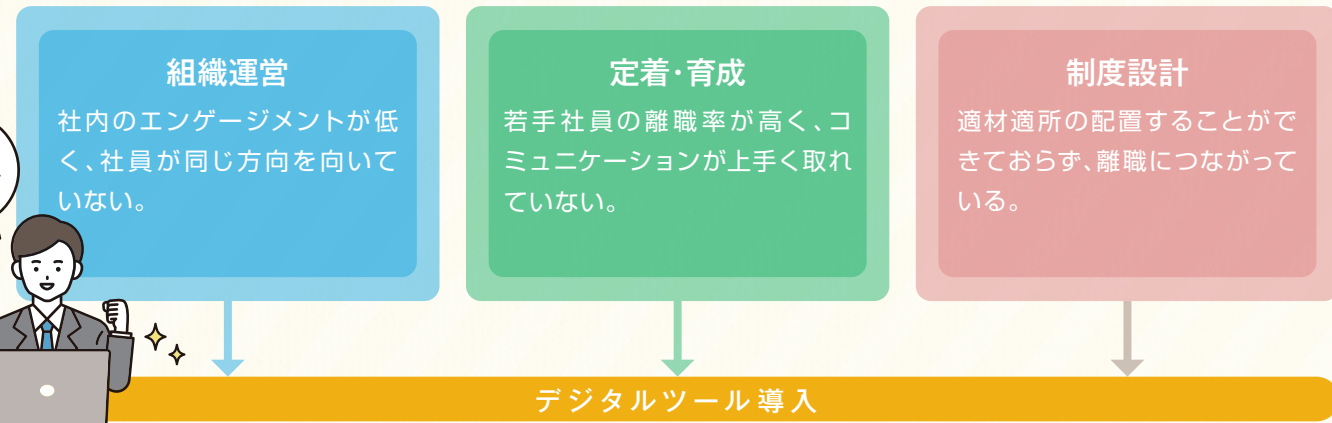 組織運営
社内のエンゲージメントが低
く、社員が同じ方向を向いて
いない。
定着・育成
若手社員の離職率が高く、コ
ミュニケーションが上手く取れ
ていない。
制度設計
適材適所の配置することがで
きておらず、離職につながって
いる。
デジタルツール導入